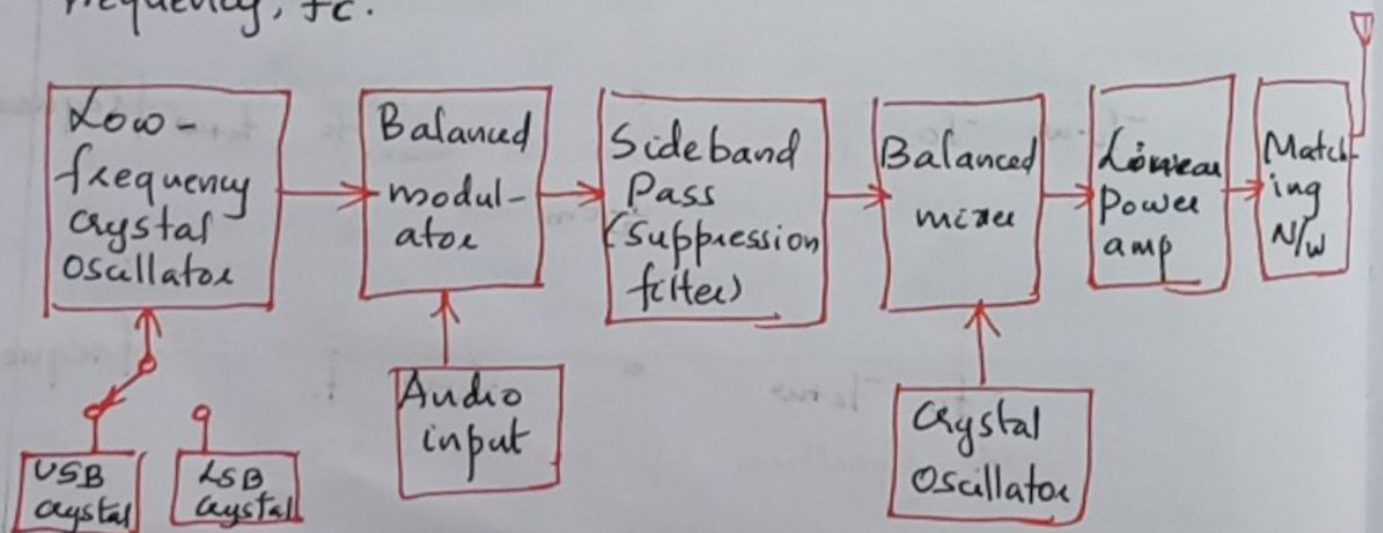 frequency, fc.
Low-
frequency
crystal
oscillator
Balanced
modul-
ator
Sideband
Pass
(suppression
filter)
Balanced
mixer
Linear
Power
amp
Match-
ing
N/W
Audio
input
Crystal
Oscillator
USB
crystal
LSB
crystal